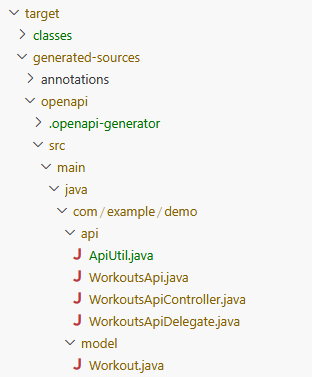 target
classes
generated-sources
annotations
openapi
.openapi-generator
src
main
java
com/example/demo
api
J ApiUtil.java
J WorkoutsApi.java
J WorkoutsApiController.java
J WorkoutsApiDelegate.java
model
J Workout.java